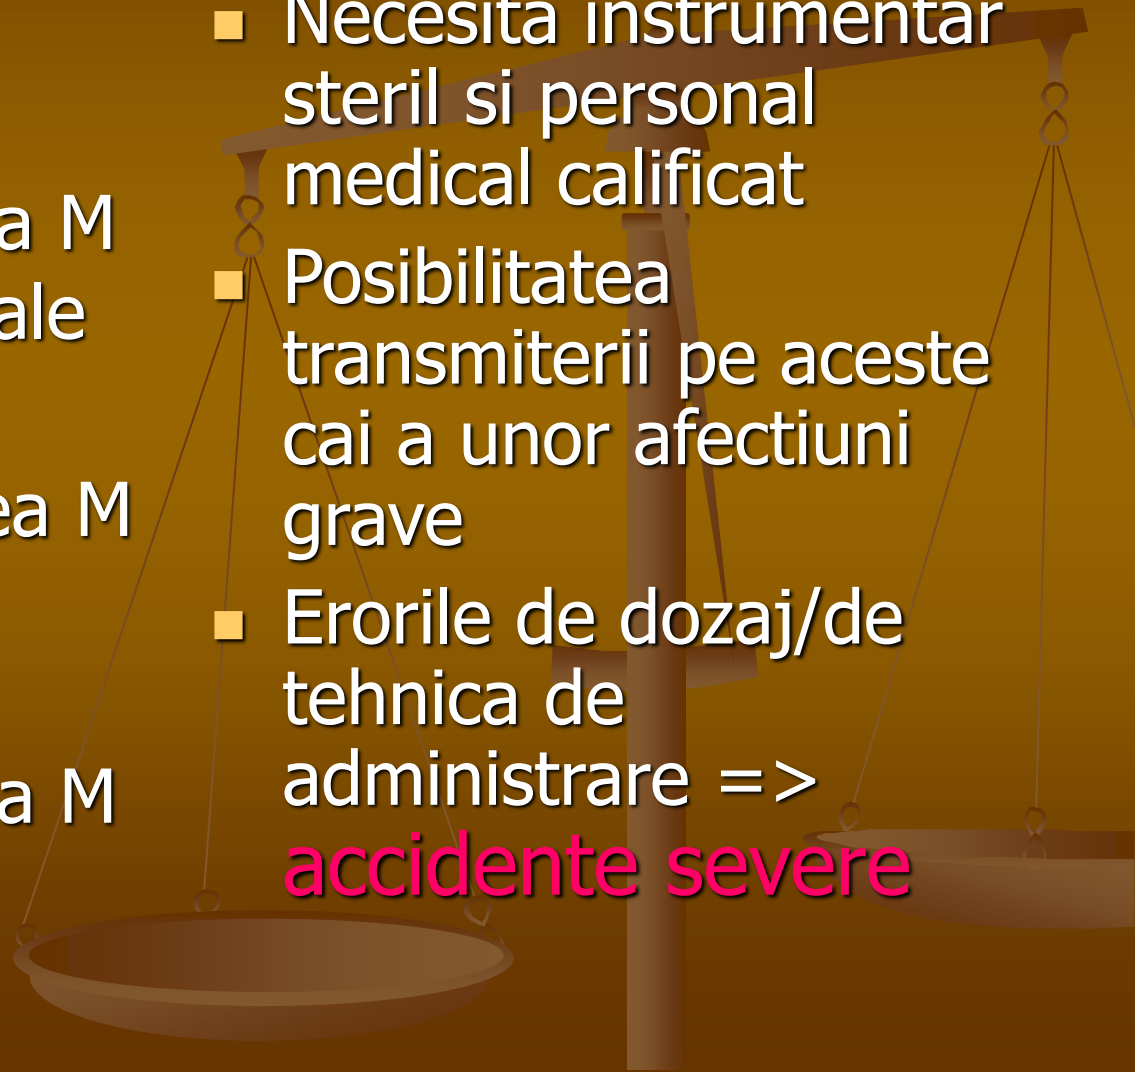 a M
ale
ea M
a M
Necesita instrumentar
steril si personal
medical calificat
Posibilitatea
transmiterii pe aceste
cai a unor afectiuni
grave
Erorile de dozaj/de
tehnica de
administrare =>
accidente severe